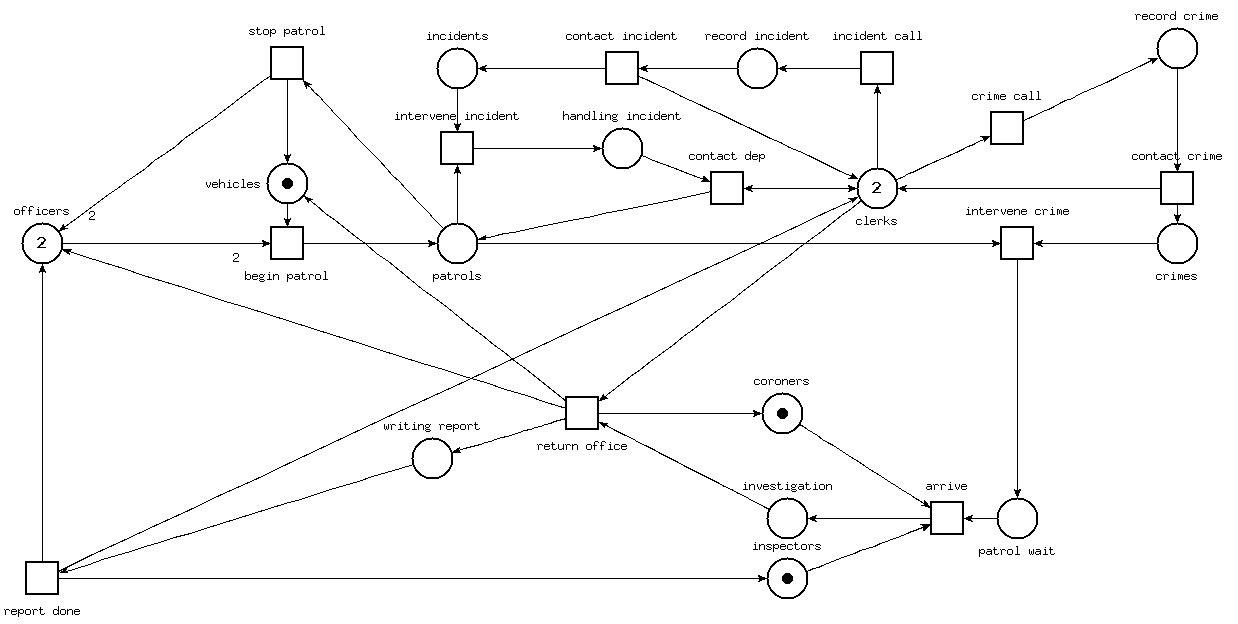 record crime
stop patrol
incidents
contact incident
record incident
incident call
crime call
intervene incident
handling incident
contact dep
contact crime
vehicles
2
clerks
officers
2
intervene crime
2
2
begin patrol
patrols
crimes
coroners
writing report
return office
investigation
arrive
inspectors
patrol wait
report done